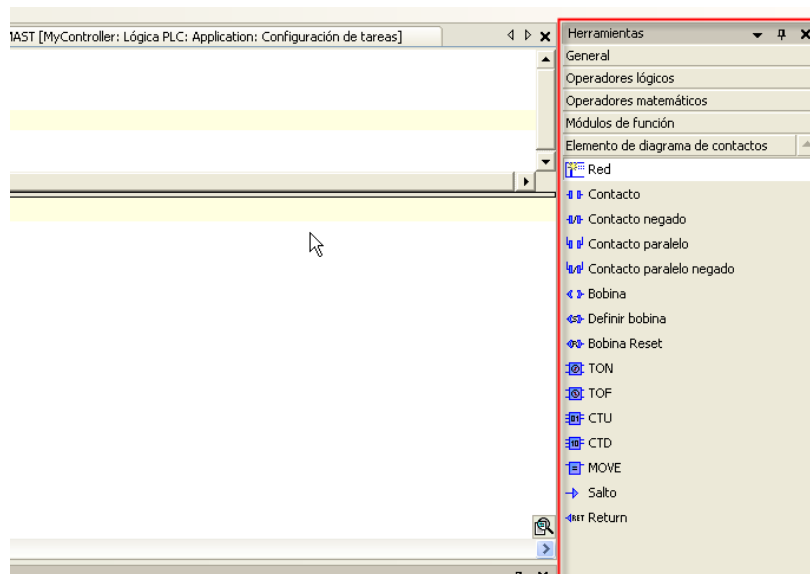 MAST [MyController: Lógica PLC: Application: Configuración de tareas]
Herramientas
General
Operadores lógicos
Operadores matemáticos
Módulos de función
Elemento de diagrama de contactos
Red
Contacto
Contacto negado
Contacto paralelo
Contacto paralelo negado
Bobina
Definir bobina
Bobina Reset
TON
TOF
CTU
CTD
MOVE
Salto
RET Return